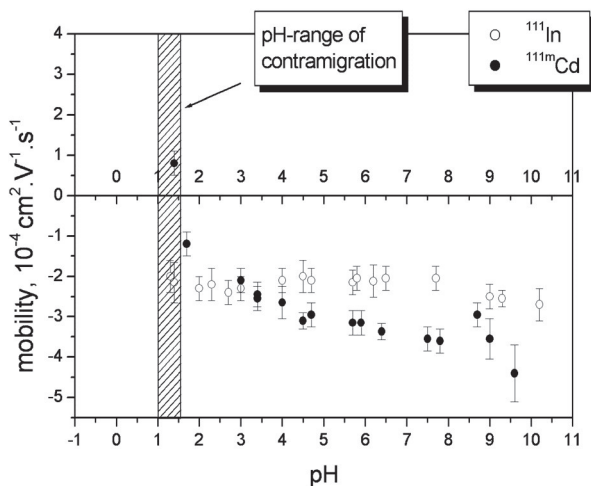 pH-range of
contramigration
¹¹¹In
¹¹¹ᵐCd
4
3
2
1
0
0 1 2 3 4 5 6 7 8 9 10 11
-1
-2
-3
-4
-5
-1 0 1 2 3 4 5 6 7 8 9 10 11
mobility, 10⁻⁴ cm².V⁻¹.s⁻¹
pH